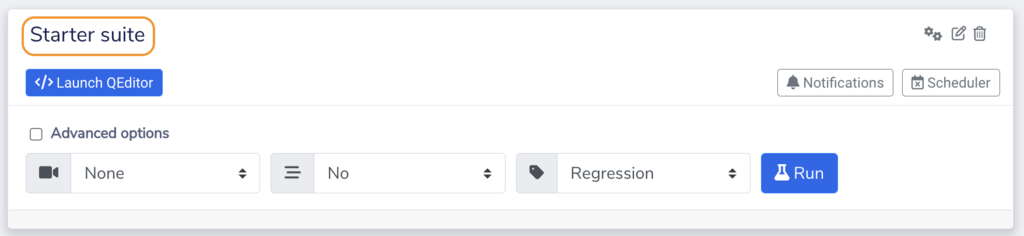 Starter suite
</> Launch QEditor
Notifications
Scheduler
Advanced options
None
No
Regression
Run